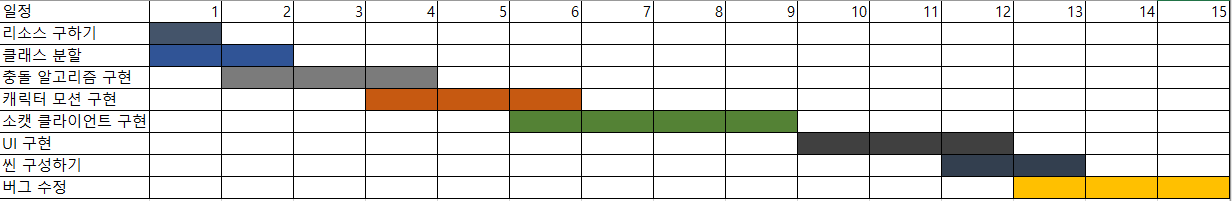 일정 1 2 3 4 5 6 7 8 9 10 11 12 13 14 15
리소스 구하기
클래스 분할
충돌 알고리즘 구현
캐릭터 모션 구현
소캣 클라이언트 구현
UI 구현
씬 구성하기
버그 수정